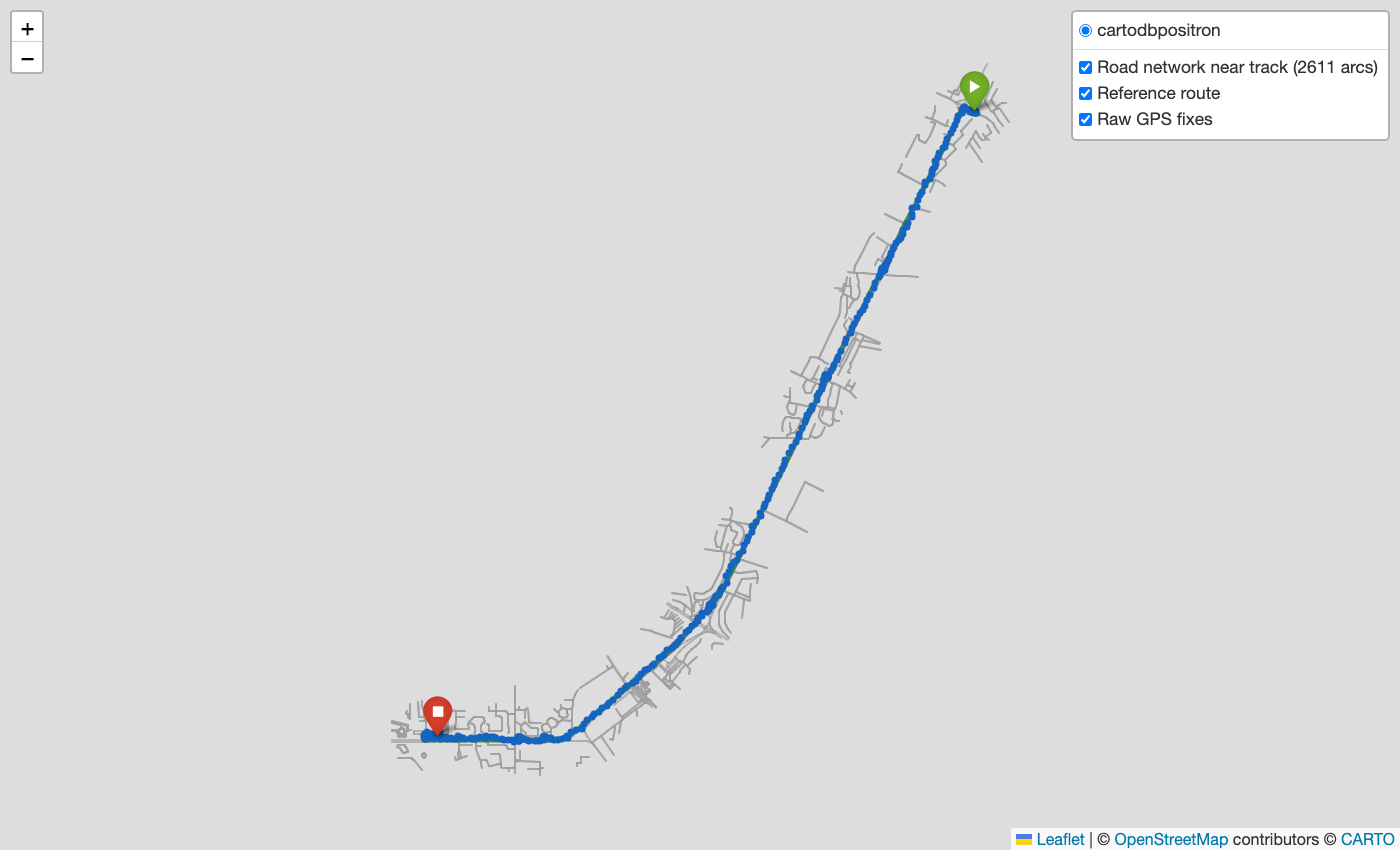 +
−
cartodbpositron
Road network near track (2611 arcs)
Reference route
Raw GPS fixes
Leaflet | © OpenStreetMap contributors © CARTO